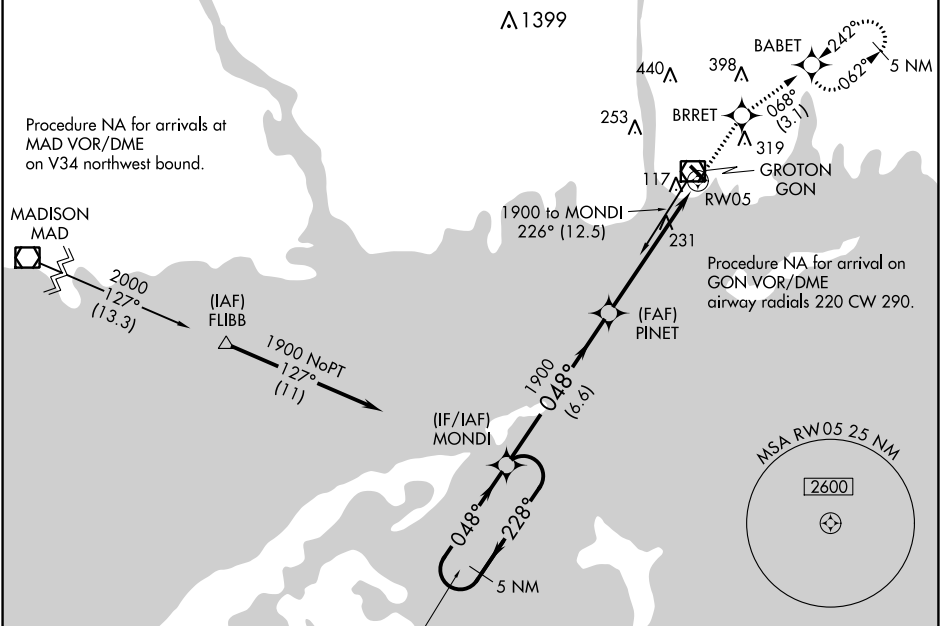 1399
BABET
242°
062°
5 NM
440
398
BRRET
068°
(3.1)
253
319
Procedure NA for arrivals at
MAD VOR/DME
on V34 northwest bound.
117
GROTON
GON
RW05
MADISON
MAD
1900 to MONDI
226° (12.5)
231
Procedure NA for arrival on
GON VOR/DME
airway radials 220 CW 290.
2000
127°
(13.3)
(IAF)
FLIBB
1900 NoPT
127°
(11)
(FAF)
PINET
1900
048°
(6.6)
(IF/IAF)
MONDI
048°
228°
5 NM
MSA RW05 25 NM
2600